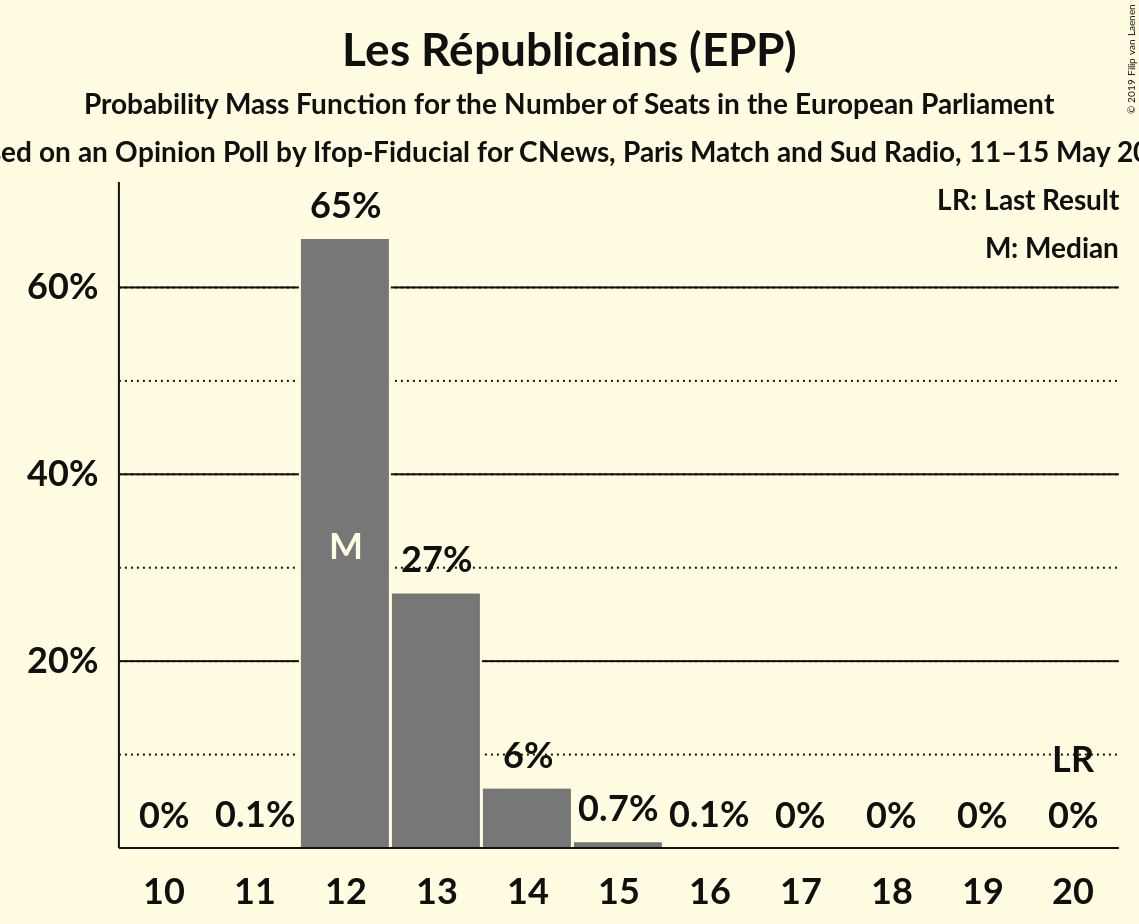 © 2019 Filip van Laenen
Les Républicains (EPP)
Probability Mass Function for the Number of Seats in the European Parliament
on an Opinion Poll by Ifop-Fiducial for CNews, Paris Match and Sud Radio, 11–15 May
LR: Last Result
M: Median
65%
60%
40%
M
27%
20%
6%
LR
0% 0.1% 0.7% 0.1% 0% 0% 0% 0%
10 11 12 13 14 15 16 17 18 19 20